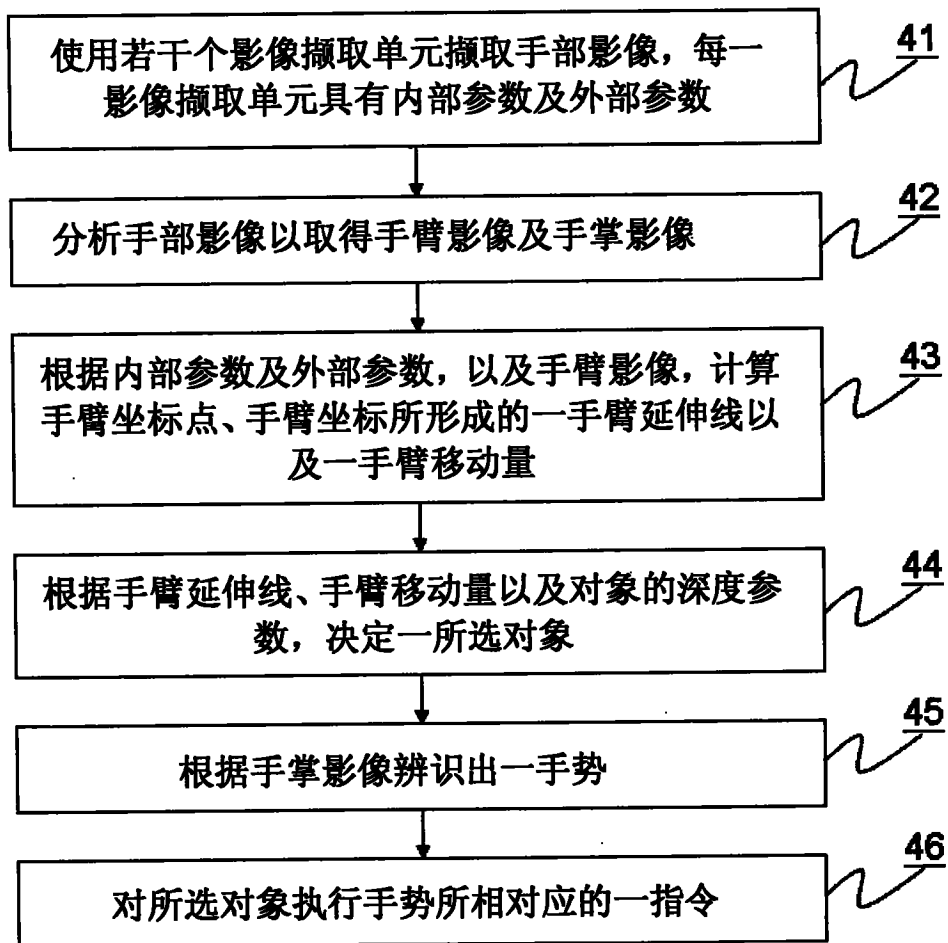 使用若干个影像撷取单元撷取手部影像，每一
影像撷取单元具有内部参数及外部参数
41
分析手部影像以取得手臂影像及手掌影像
42
根据内部参数及外部参数，以及手臂影像，计算
手臂坐标点、手臂坐标所形成的一手臂延伸线以
及一手臂移动量
43
根据手臂延伸线、手臂移动量以及对象的深度参
数，决定一所选对象
44
根据手掌影像辨识出一手势
45
对所选对象执行手势所相对应的一指令
46